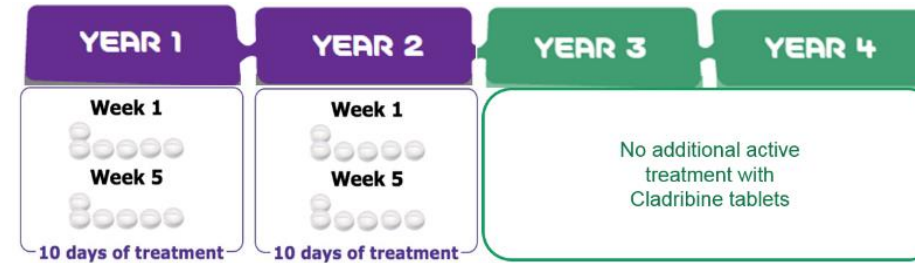 YEAR 1
YEAR 2
YEAR 3
YEAR 4
Week 1
Week 5
10 days of treatment
Week 1
Week 5
10 days of treatment
No additional active
treatment with
Cladribine tablets